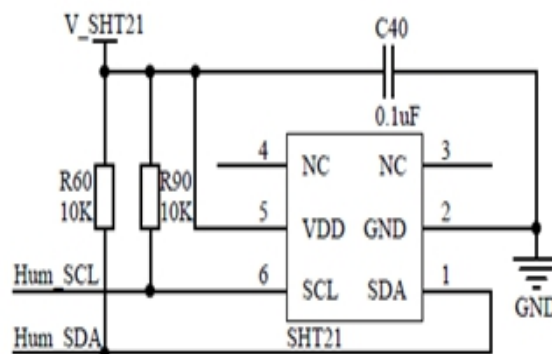 V_SHT21
C40
0.1uF
4 NC NC 3
R60 R90
10K 10K
5 VDD GND 2
Hum_SCL 6 SCL SDA 1
GND
Hum_SDA SHT21